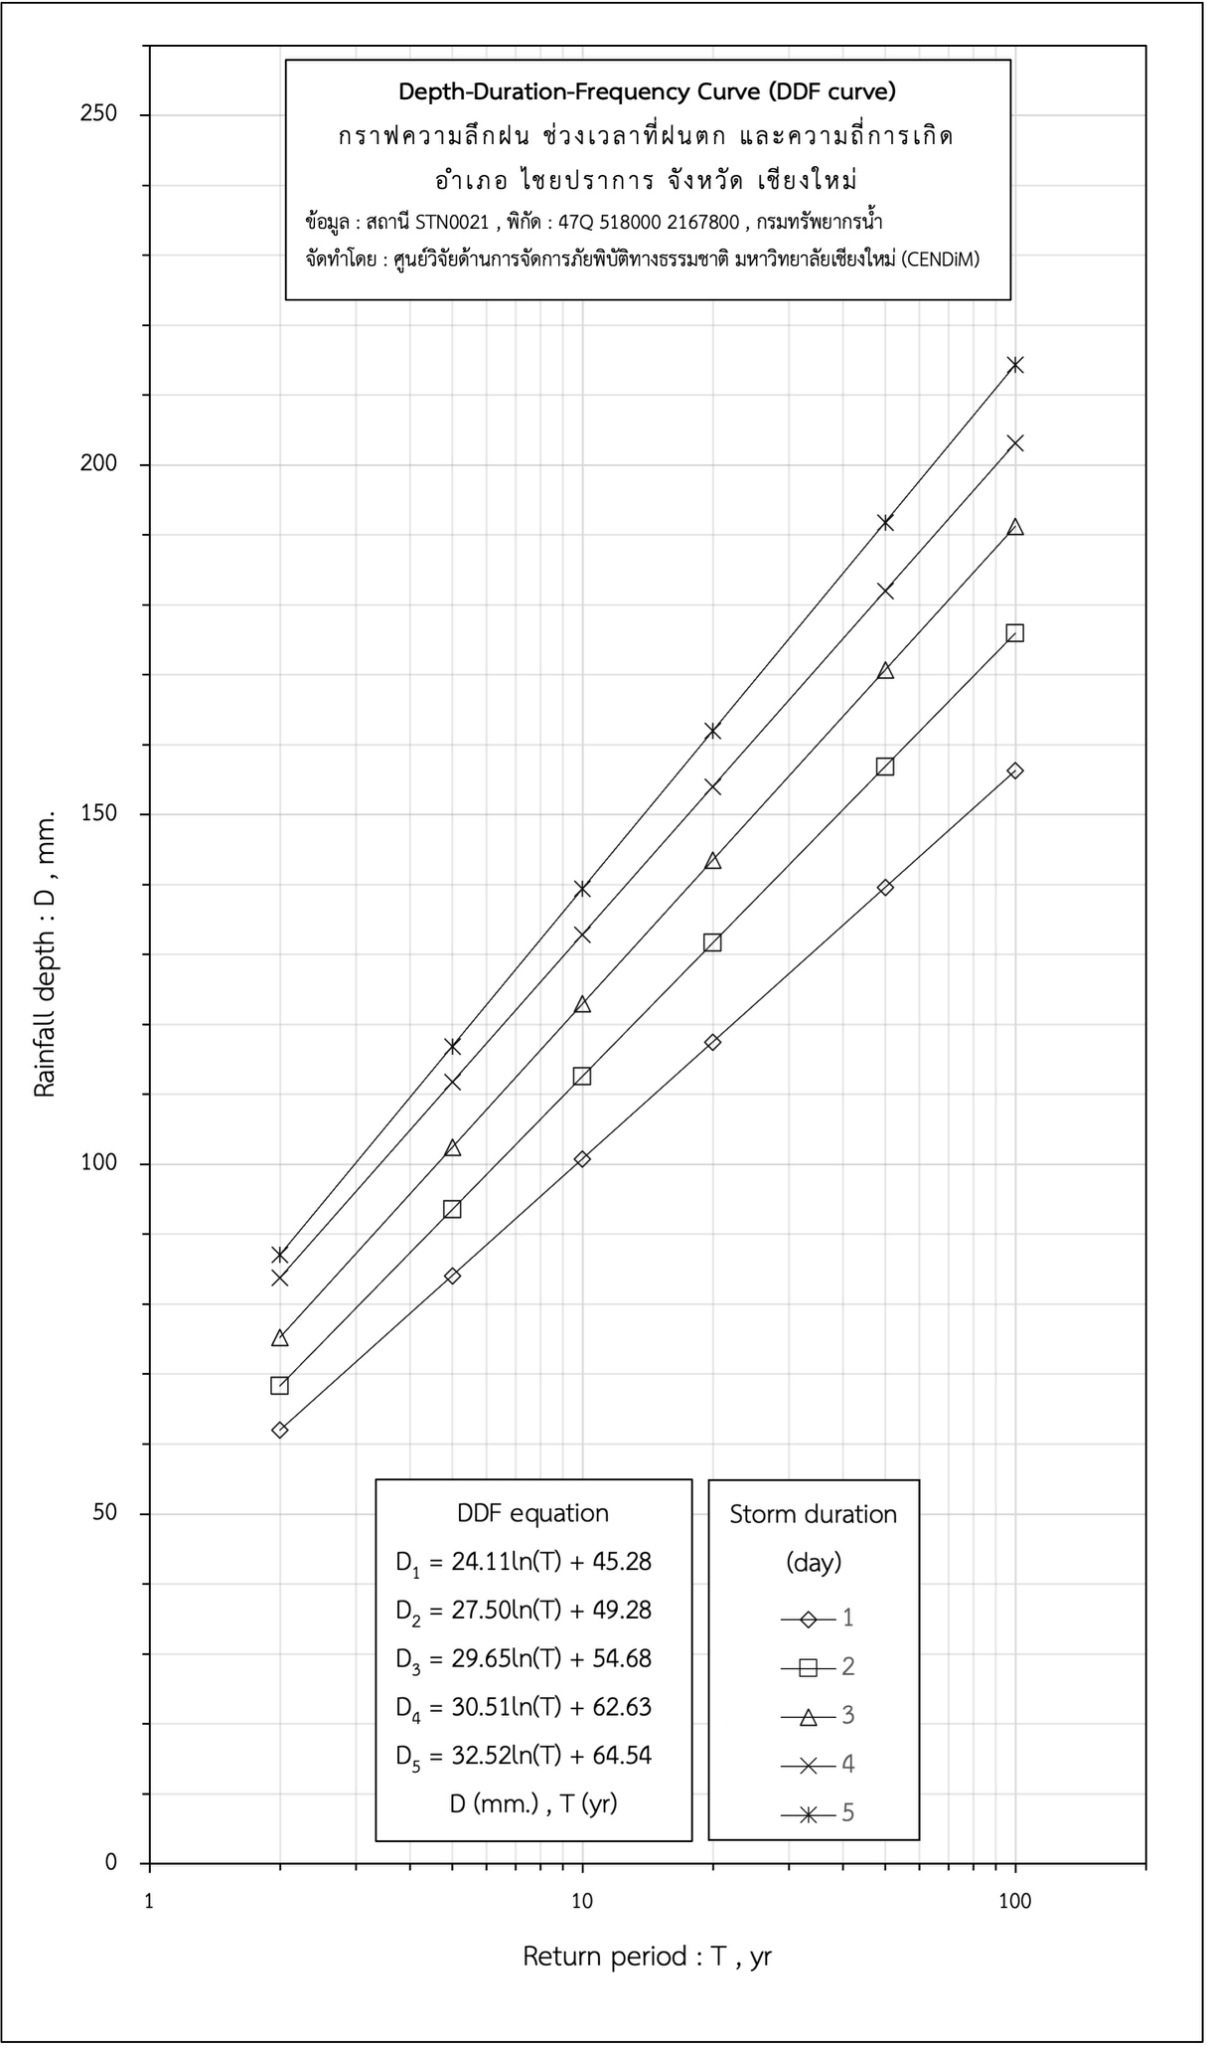 Depth-Duration-Frequency Curve (DDF curve)
กราฟความลึกฝน ช่วงเวลาที่ฝนตก และความถี่การเกิด
อำเภอ ไชยปราการ จังหวัด เชียงใหม่
ข้อมูล : สถานี STN0021 , พิกัด : 47Q 518000 2167800 , กรมทรัพยากรน้ำ
จัดทำโดย : ศูนย์วิจัยด้านการจัดการภัยพิบัติทางธรรมชาติ มหาวิทยาลัยเชียงใหม่ (CENDiM)
250
200
150
100
50
0
Rainfall depth : D , mm.
DDF equation
D₁ = 24.11ln(T) + 45.28
D₂ = 27.50ln(T) + 49.28
D₃ = 29.65ln(T) + 54.68
D₄ = 30.51ln(T) + 62.63
D₅ = 32.52ln(T) + 64.54
D (mm.) , T (yr)
Storm duration
(day)
1
2
3
4
5
1 10 100
Return period : T , yr